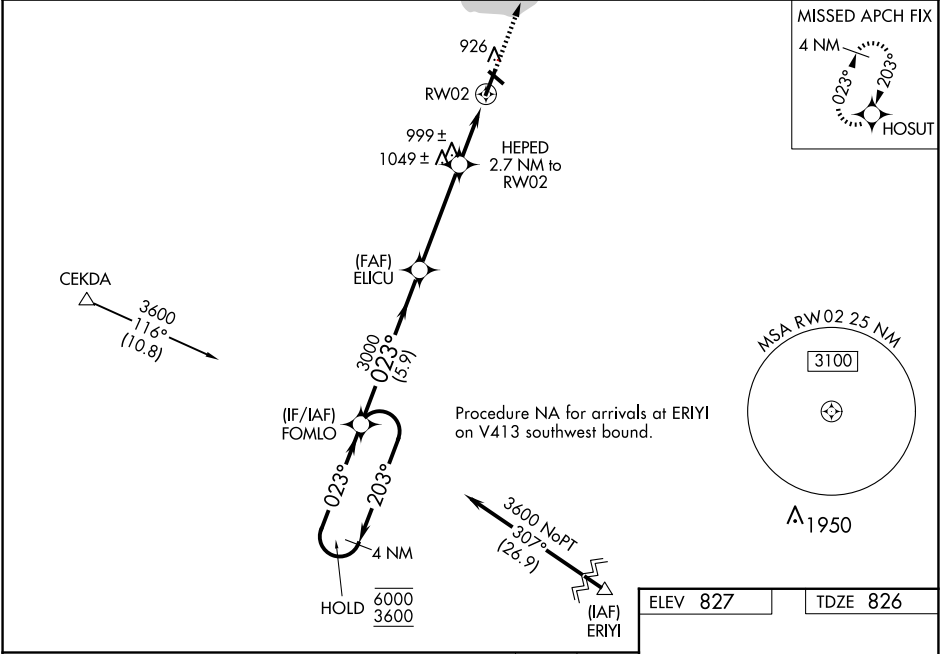 MISSED APCH FIX
4 NM
023°
203°
HOSUT
926
RW02
999 ±
1049 ±
HEPED
2.7 NM to
RW02
(FAF)
ELICU
CEKDA
3600
116°
(10.8)
3000
023°
(5.9)
MSA RW02 25 NM
3100
1950
(IF/IAF)
FOMLO
Procedure NA for arrivals at ERIYI
on V413 southwest bound.
023°
203°
4 NM
HOLD
6000
3600
3600 NoPT
307°
(26.9)
(IAF)
ERIYI
ELEV 827
TDZE 826